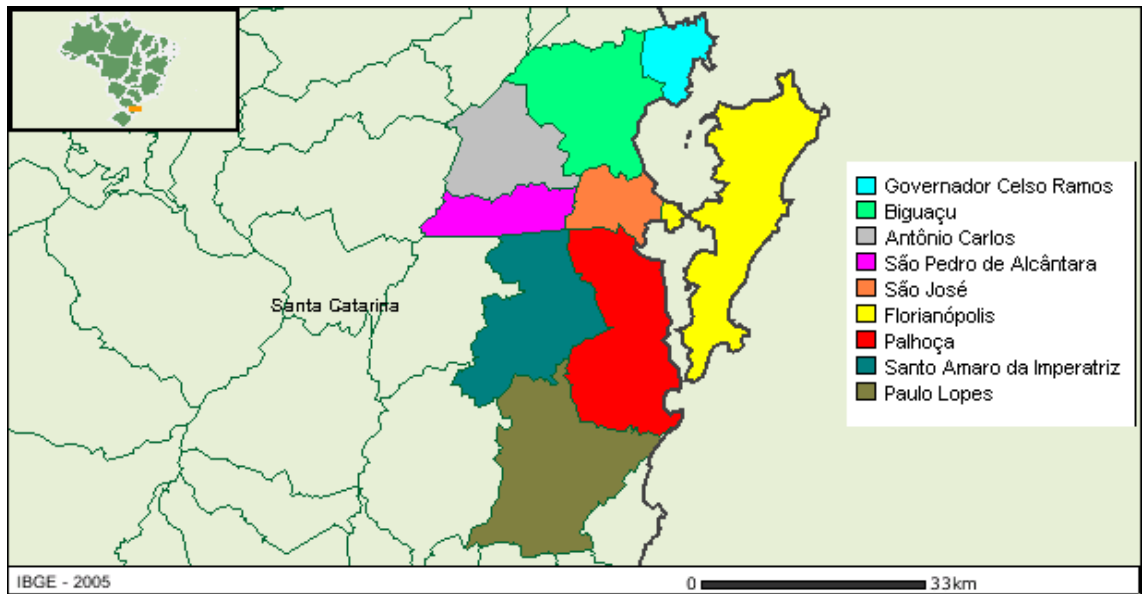 Santa Catarina
Governador Celso Ramos
Biguaçu
Antônio Carlos
São Pedro de Alcântara
São José
Florianópolis
Palhoça
Santo Amaro da Imperatriz
Paulo Lopes
IBGE - 2005
0 33km